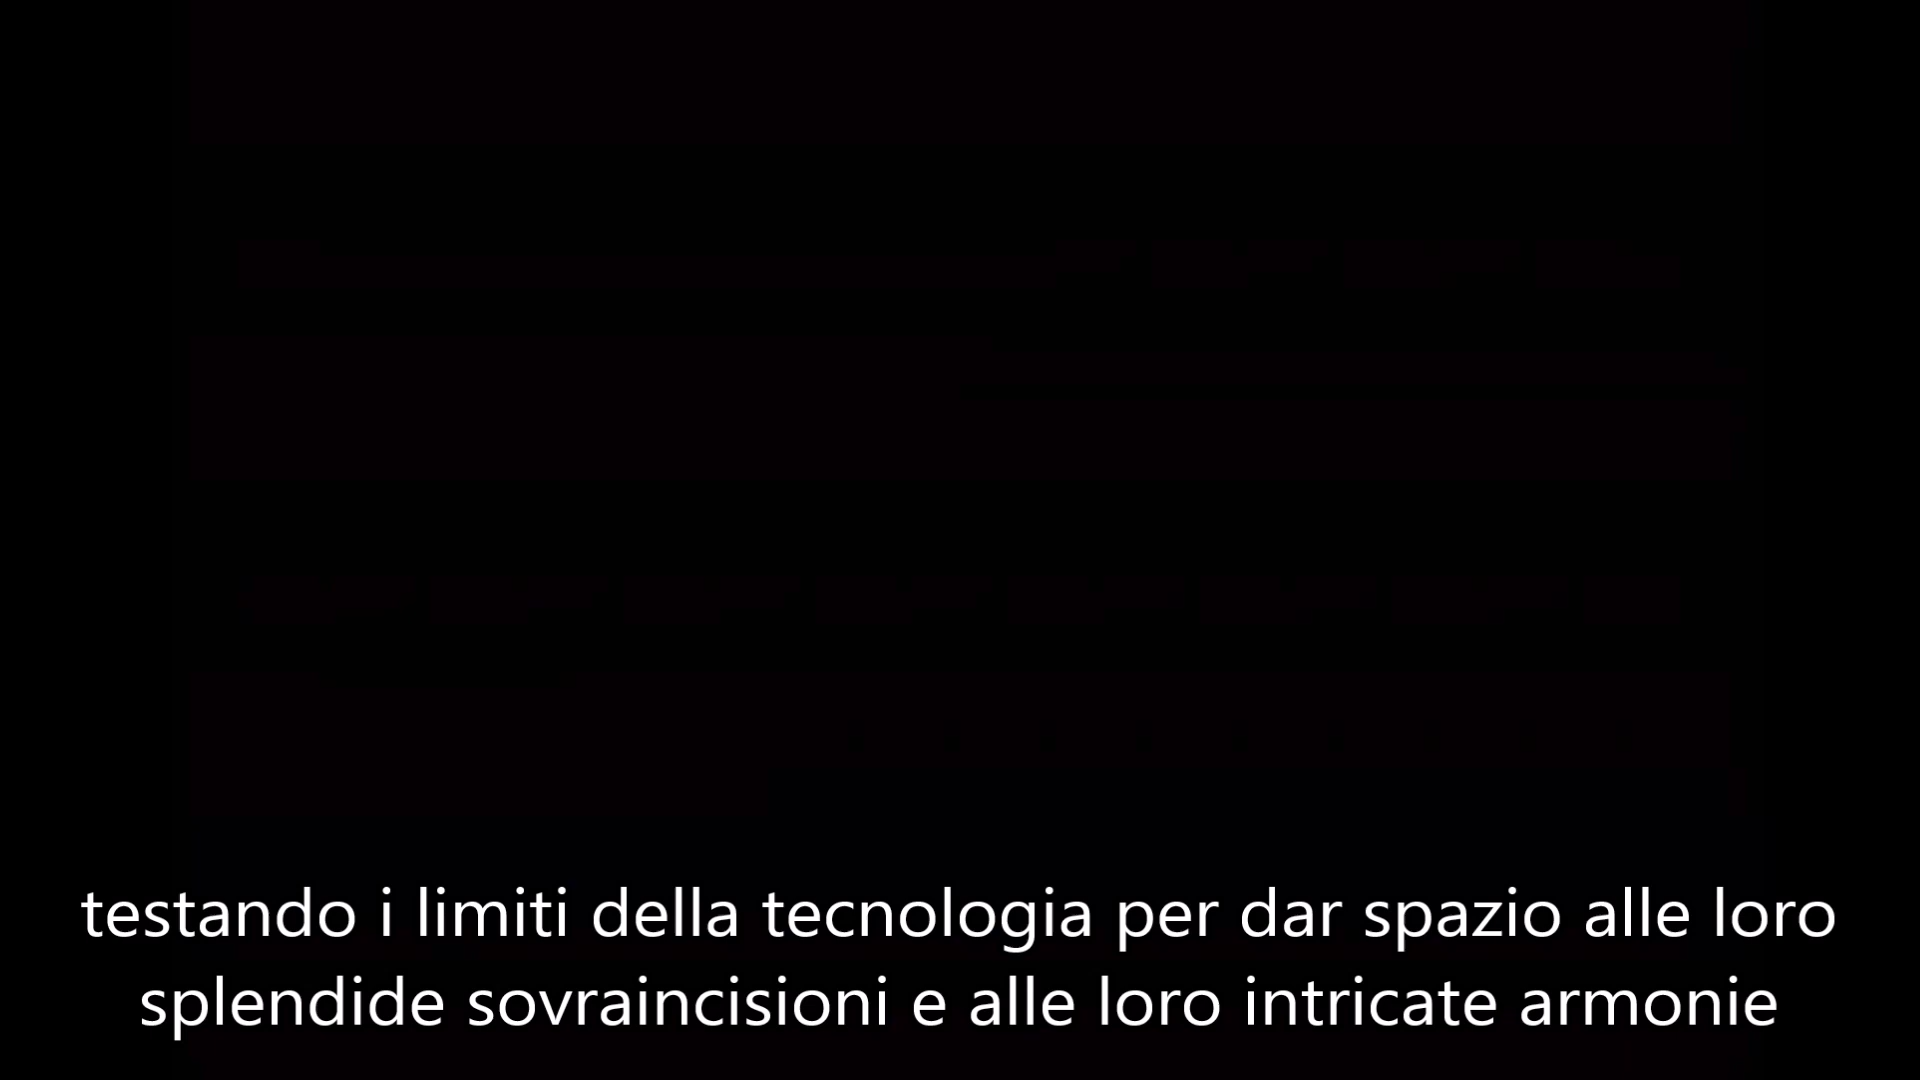 testando i limiti della tecnologia per dar spazio alle loro
splendide sovraincisioni e alle loro intricate armonie